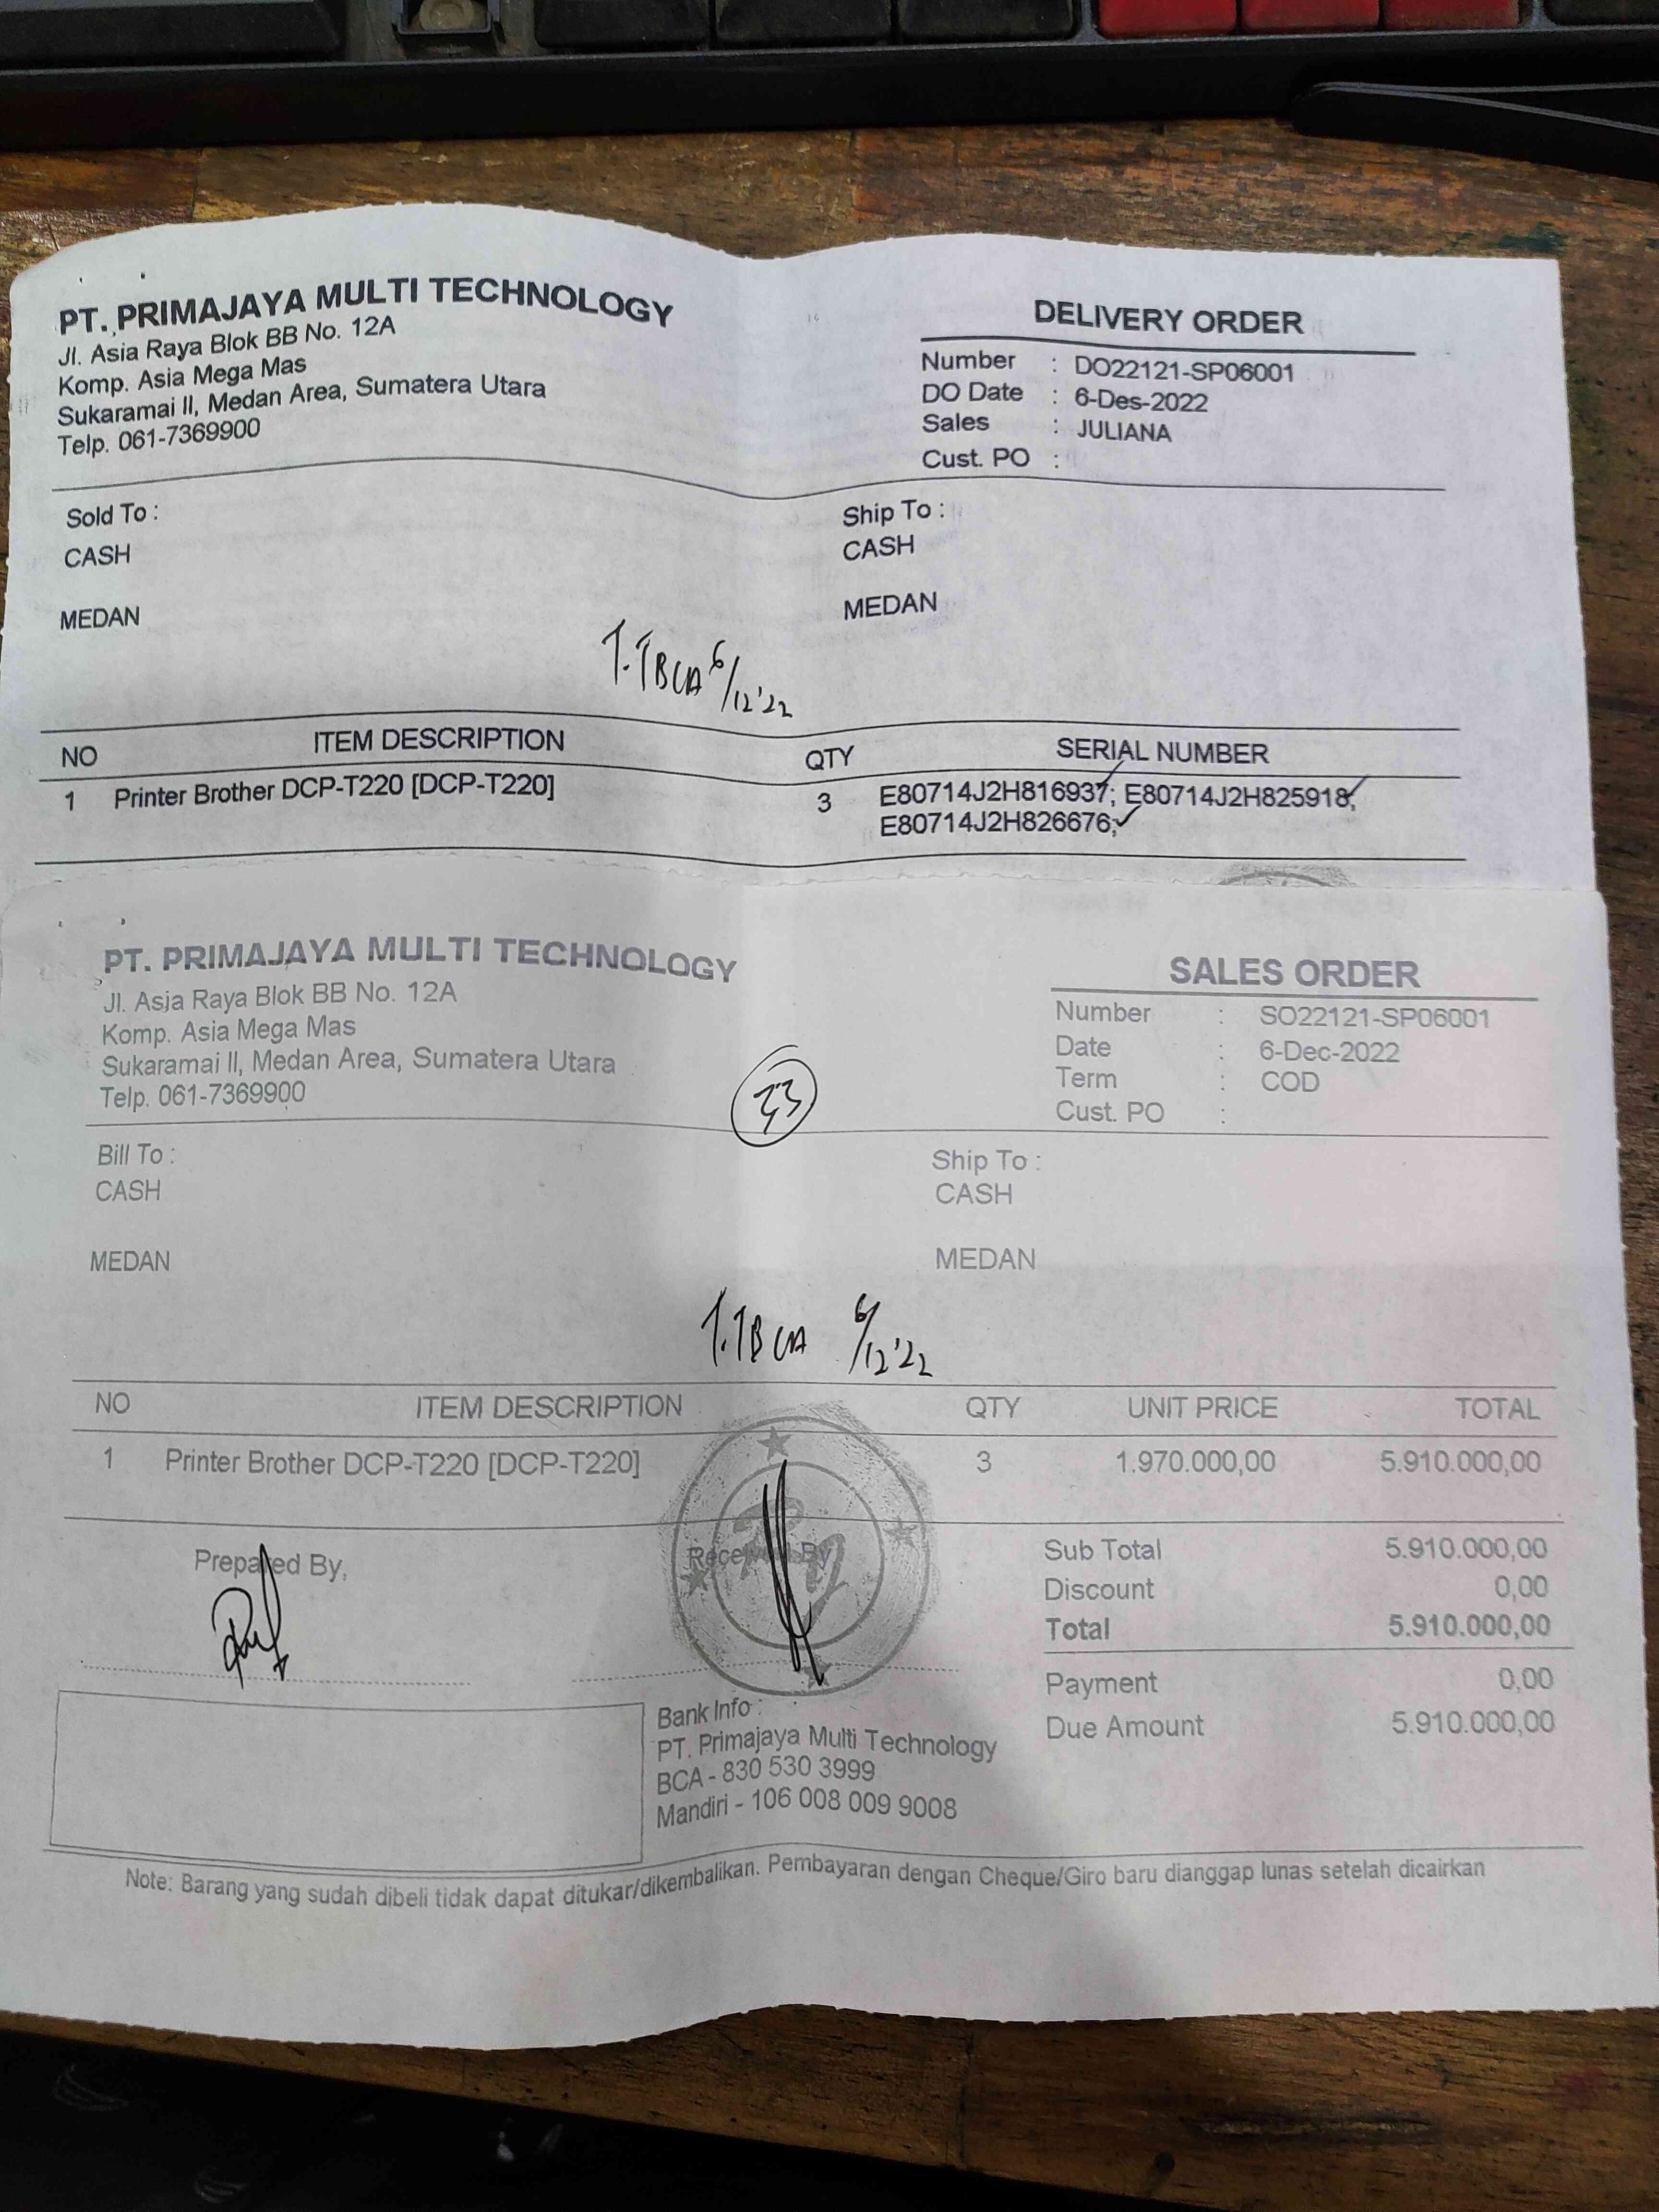 PT. PRIMAJAYA MULTI TECHNOLOGY
Jl. Asia Raya Blok BB No. 12A
Komp. Asia Mega Mas
Sukaramai II, Medan Area, Sumatera Utara
Telp. 061-7369900
DELIVERY ORDER
Number : DO22121-SP06001
DO Date : 6-Des-2022
Sales : JULIANA
Cust. PO :
Sold To :
CASH
MEDAN
Ship To :
CASH
MEDAN
T.T BCA 6/12'22
NO ITEM DESCRIPTION QTY SERIAL NUMBER
1 Printer Brother DCP-T220 [DCP-T220] 3 E80714J2H816937; E80714J2H825918;
E80714J2H826676;
PT. PRIMAJAYA MULTI TECHNOLOGY
Jl. Asia Raya Blok BB No. 12A
Komp. Asia Mega Mas
Sukaramai II, Medan Area, Sumatera Utara
Telp. 061-7369900
SALES ORDER
Number : SO22121-SP06001
Date : 6-Dec-2022
Term : COD
Cust. PO :
Bill To :
CASH
MEDAN
Ship To :
CASH
MEDAN
T.T BCA 6/12'22
NO ITEM DESCRIPTION QTY UNIT PRICE TOTAL
1 Printer Brother DCP-T220 [DCP-T220] 3 1.970.000,00 5.910.000,00
Prepared By,
Received By
Sub Total 5.910.000,00
Discount 0,00
Total 5.910.000,00
Payment 0,00
Due Amount 5.910.000,00
Bank Info :
PT. Primajaya Multi Technology
BCA - 830 530 3999
Mandiri - 106 008 009 9008
Note: Barang yang sudah dibeli tidak dapat ditukar/dikembalikan. Pembayaran dengan Cheque/Giro baru dianggap lunas setelah dicairkan